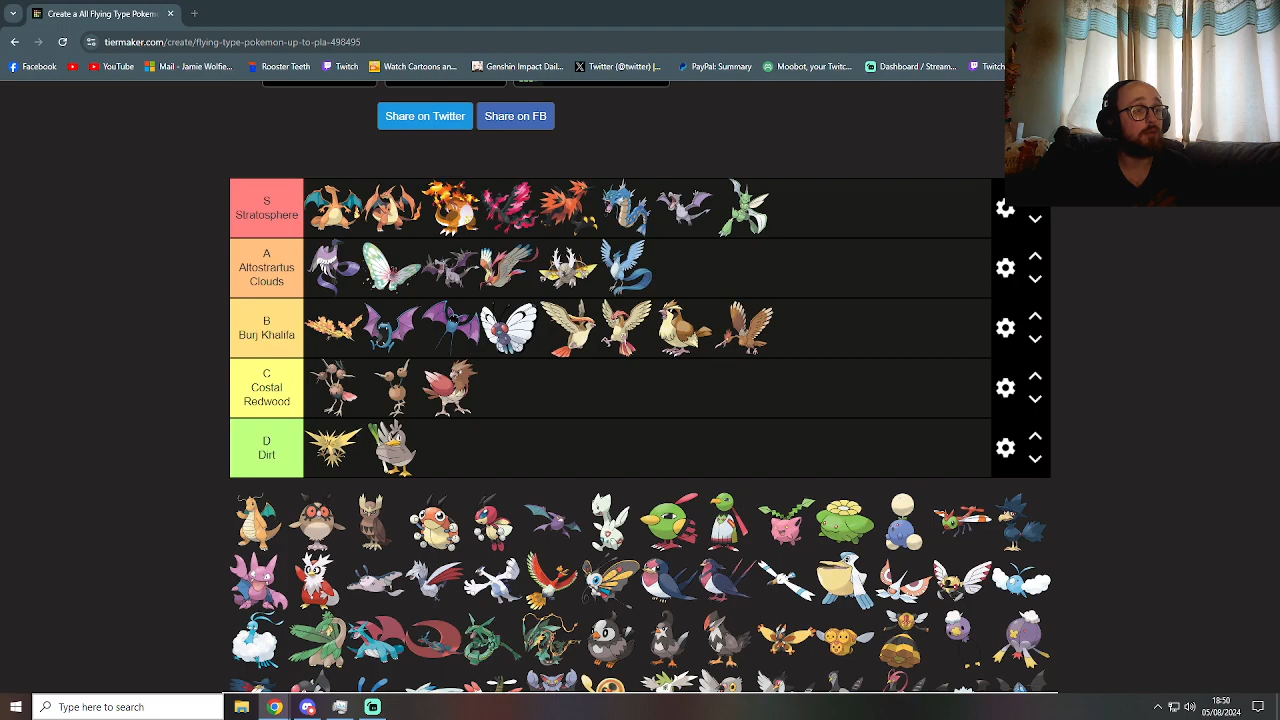 Create a All Flying Type Pokem
tiermaker.com/create/flying-type-pokemon-up-to-pla-498495
Facebook
YouTube
Mail - Jamie Wolfie...
Rooster Teeth
Twitch
Watch Cartoons an...
Genshin Impact Dail...
Twitter (@twitter) |...
PayPal: Summary
Moobot, your Twitc...
Dashboard / Stream...
Twitch
Share on Twitter
Share on FB
S
Stratosphere
A
Altostrartus
Clouds
B
Burj Khalifa
C
Costal
Redwood
D
Dirt
Type here to search
18:50
05/08/2024